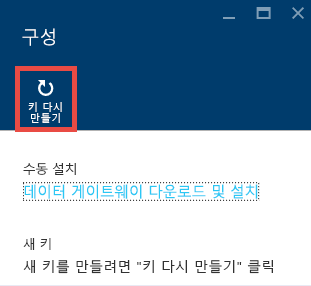 구성
키 다시
만들기
수동 설치
데이터 게이트웨이 다운로드 및 설치
새 키
새 키를 만들려면 "키 다시 만들기" 클릭